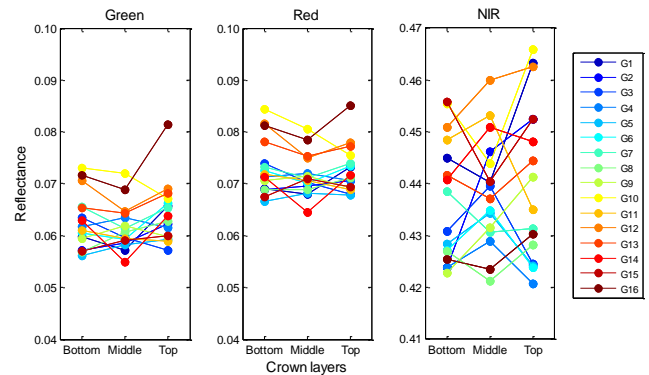 Green
Red
NIR
Reflectance
0.10
0.09
0.08
0.07
0.06
0.05
0.04
Bottom Middle Top
0.10
0.09
0.08
0.07
0.06
0.05
0.04
Bottom Middle Top
0.47
0.46
0.45
0.44
0.43
0.42
0.41
Bottom Middle Top
Crown layers
G1
G2
G3
G4
G5
G6
G7
G8
G9
G10
G11
G12
G13
G14
G15
G16